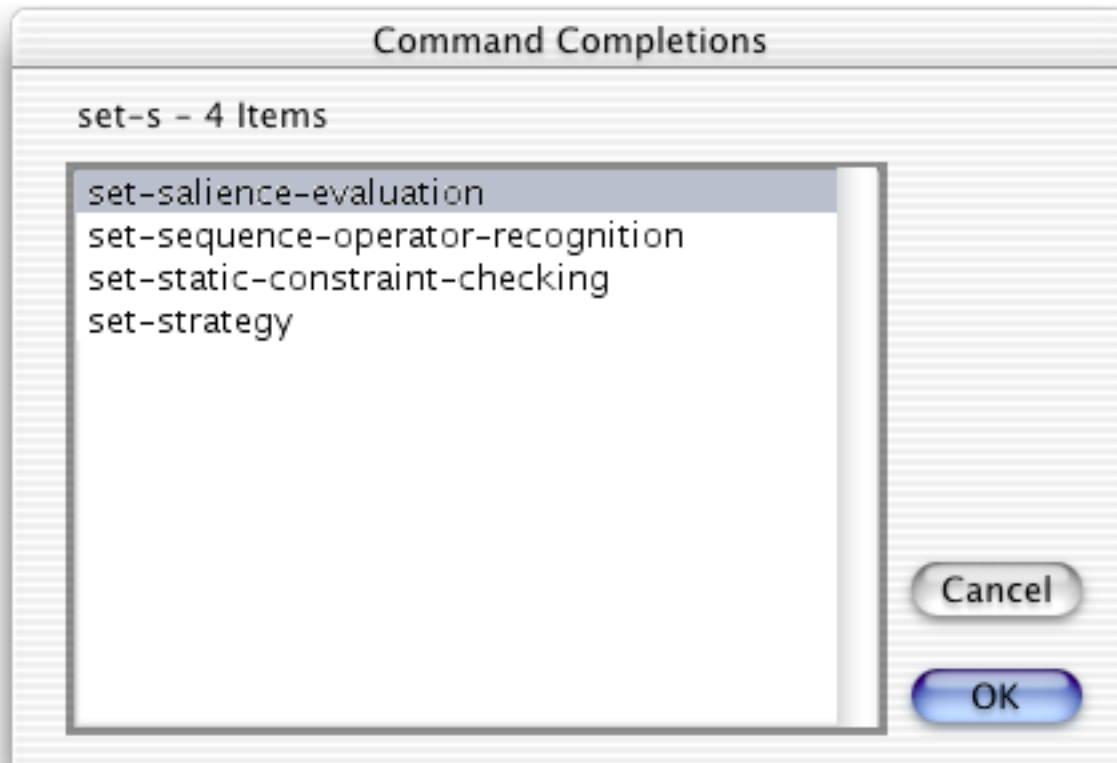 Command Completions
set-s - 4 Items
set-salience-evaluation
set-sequence-operator-recognition
set-static-constraint-checking
set-strategy
Cancel
OK